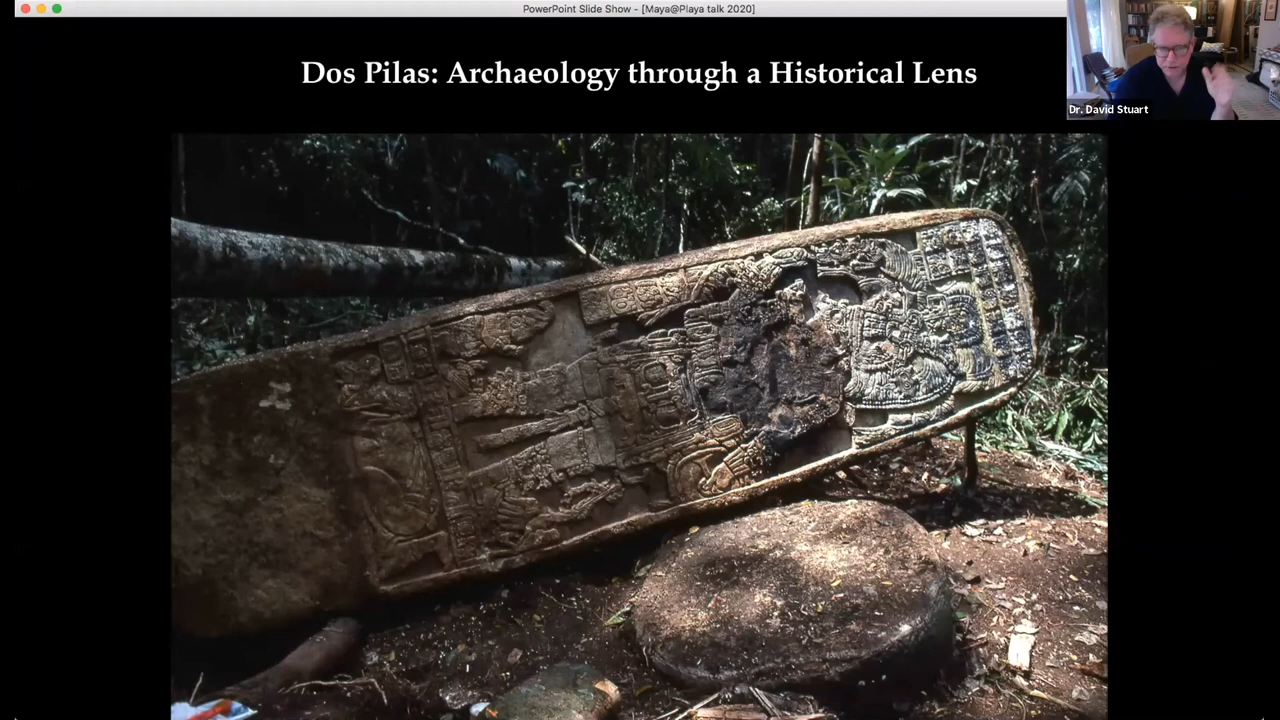 PowerPoint Slide Show - [Maya@Playa talk 2020]
Dos Pilas: Archaeology through a Historical Lens
Dr. David Stuart